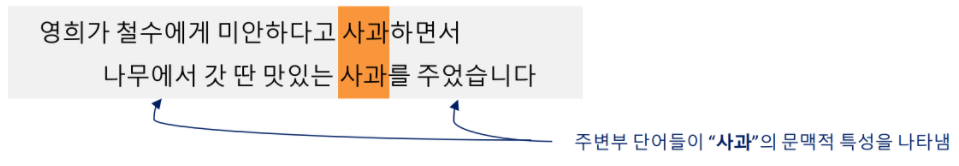 영희가 철수에게 미안하다고 사과하면서
나무에서 갓 딴 맛있는 사과를 주었습니다
주변부 단어들이 “사과”의 문맥적 특성을 나타냄